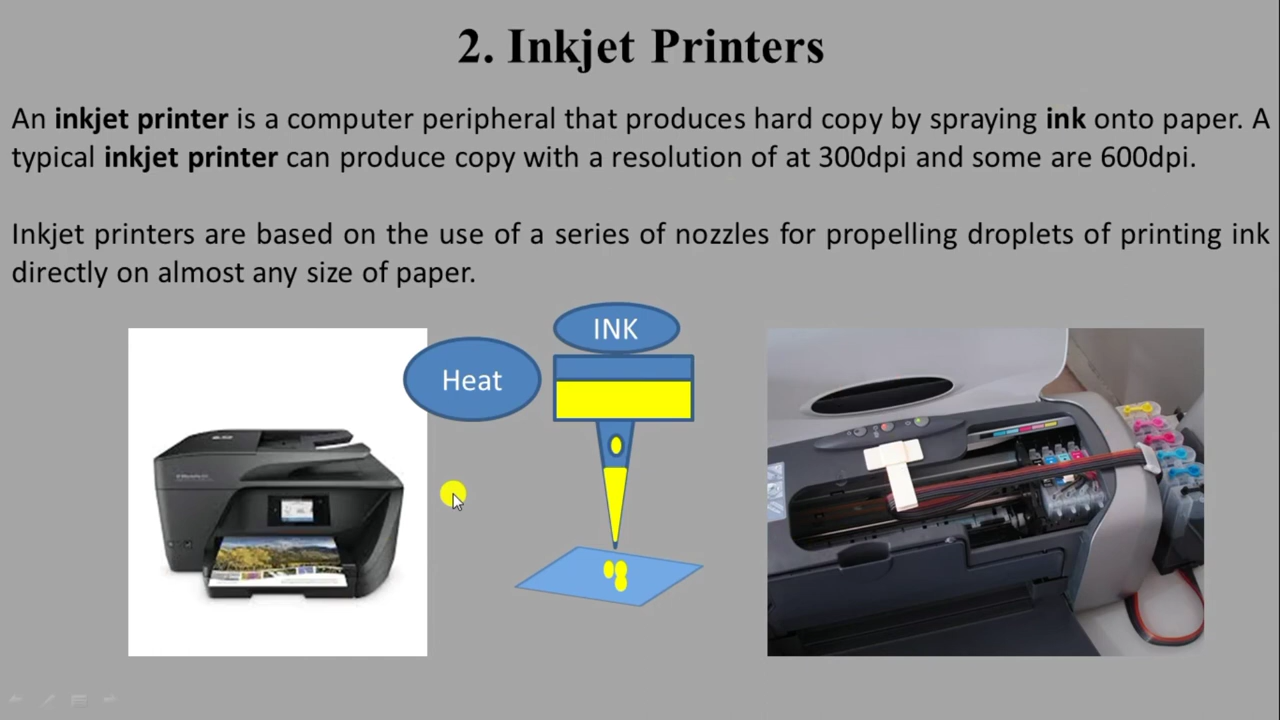 2. Inkjet Printers
An inkjet printer is a computer peripheral that produces hard copy by spraying ink onto paper. A
typical inkjet printer can produce copy with a resolution of at 300dpi and some are 600dpi.
Inkjet printers are based on the use of a series of nozzles for propelling droplets of printing ink
directly on almost any size of paper.
INK
Heat